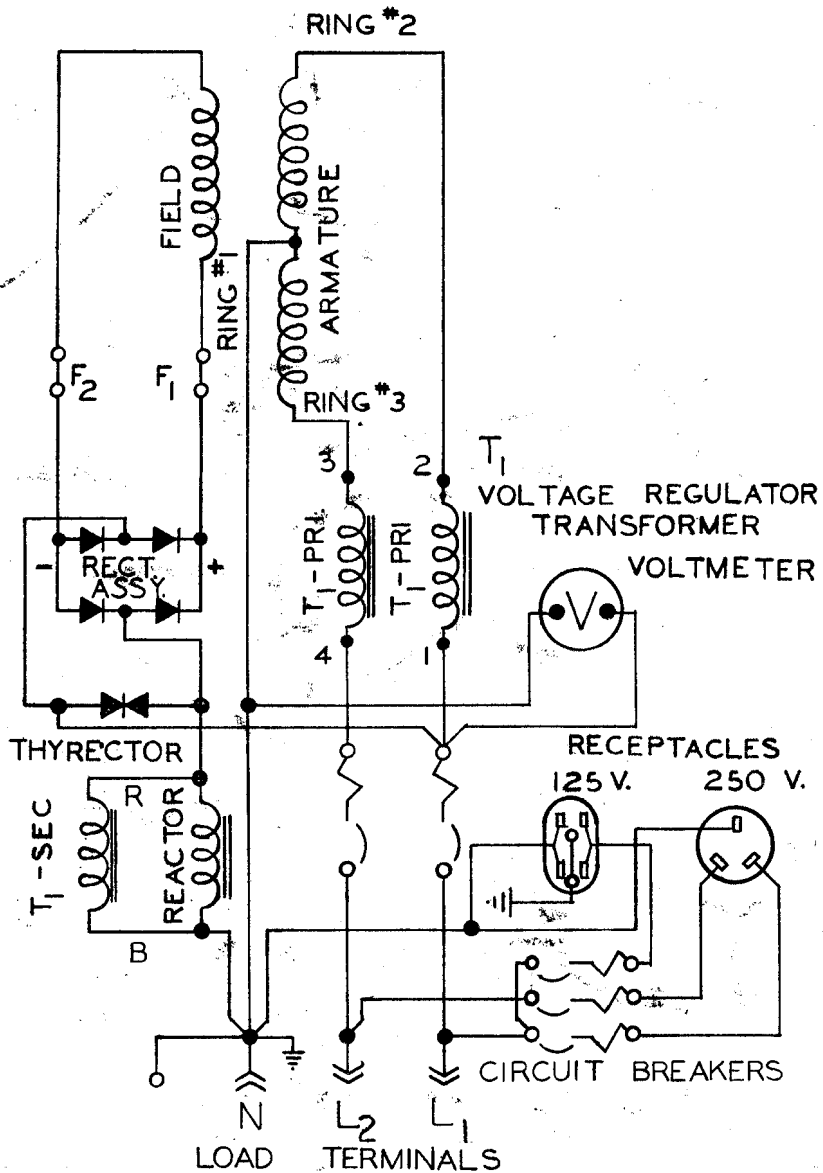 RING #2
FIELD
RING #1
ARMATURE
F2
F1
RING #3
3
2
T1
VOLTAGE REGULATOR
TRANSFORMER
- RECT. +
ASSY.
T1-PRI.
T1-PRI
VOLTMETER
V
4
1
THYRECTOR
RECEPTACLES
125 V.
250 V.
R
T1-SEC
REACTOR
B
CIRCUIT BREAKERS
N
L2
L1
LOAD TERMINALS